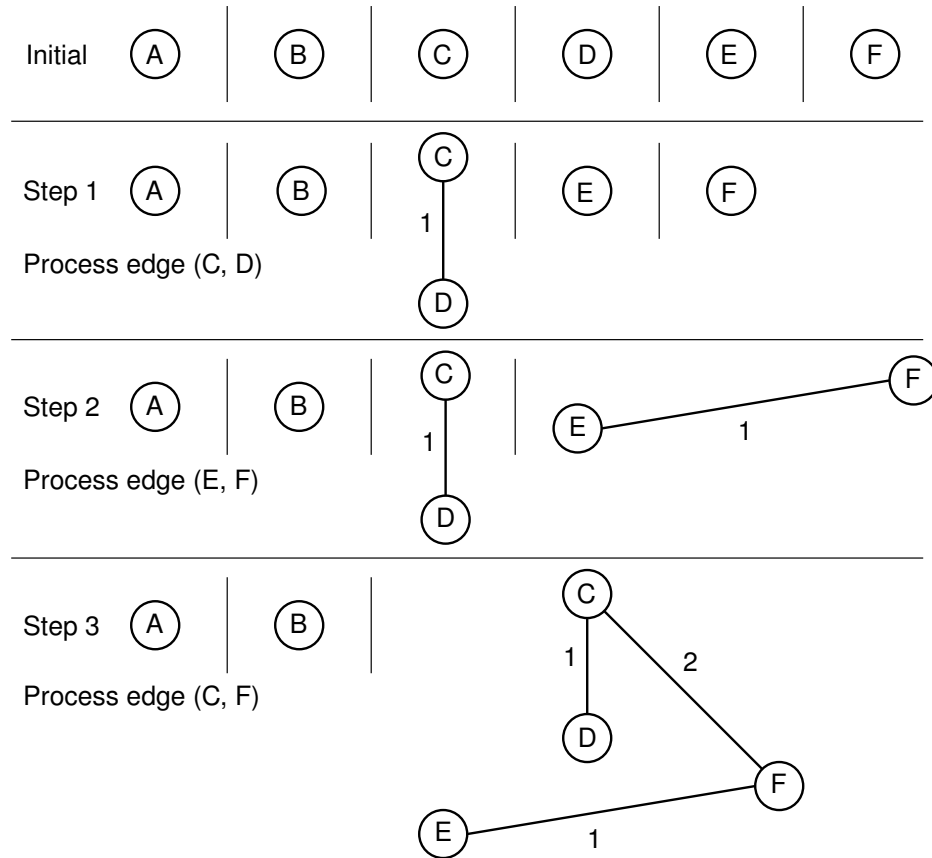 Initial A B C D E F
C
Step 1 A B E F
1
Process edge (C, D)
D
C F
Step 2 A B 1 E 1
Process edge (E, F)
D
C
Step 3 A B 1 2
Process edge (C, F)
D
F
E 1